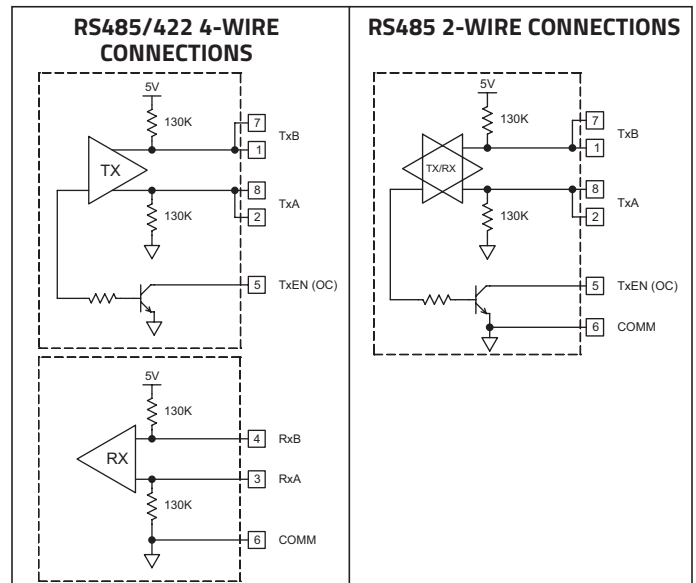 RS485/422 4-WIRE
CONNECTIONS
5V
130K
7
TxB
1
TX
8
TxA
130K
2
5 TxEN (OC)
5V
130K
RX
4 RxB
3 RxA
130K
6 COMM
RS485 2-WIRE CONNECTIONS
5V
130K
7
TxB
1
TX/RX
8
TxA
130K
2
5 TxEN (OC)
6 COMM